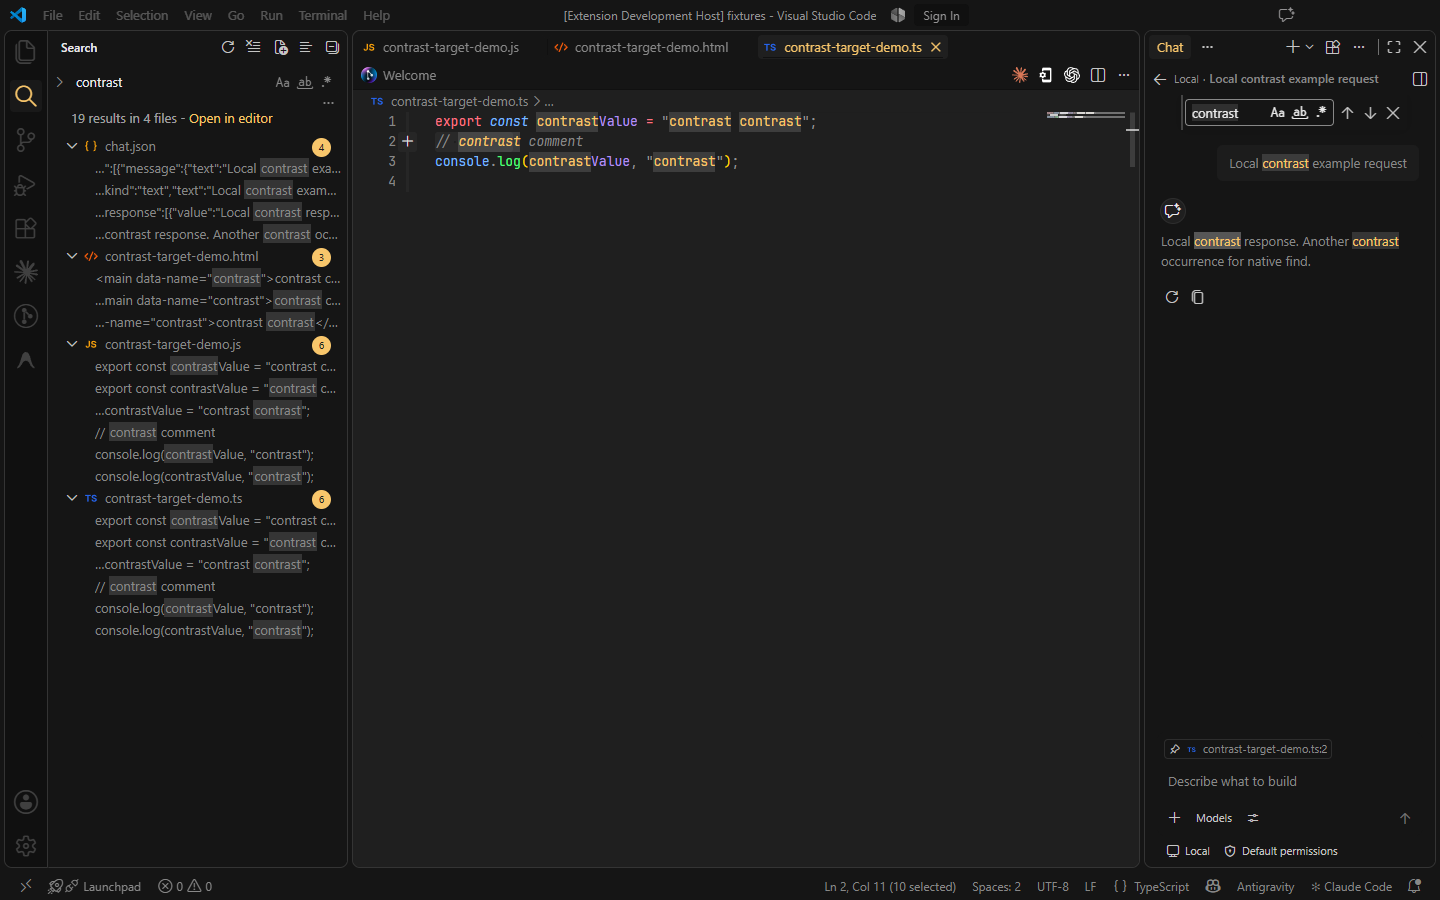 File Edit Selection View Go Run Terminal Help
[Extension Development Host] fixtures - Visual Studio Code
Sign In
Search
contrast
Aa ab .*
19 results in 4 files - Open in editor
{} chat.json 4
...":[{"message":{"text":"Local contrast exa...
...kind":"text","text":"Local contrast exam...
...response":[{"value":"Local contrast resp...
...contrast response. Another contrast oc...
contrast-target-demo.html 3
<main data-name="contrast">contrast c...
...main data-name="contrast">contrast c...
...-name="contrast">contrast contrast</...
JS contrast-target-demo.js 6
export const contrastValue = "contrast c...
export const contrastValue = "contrast c...
...contrastValue = "contrast contrast";
// contrast comment
console.log(contrastValue, "contrast");
console.log(contrastValue, "contrast");
TS contrast-target-demo.ts 6
export const contrastValue = "contrast c...
export const contrastValue = "contrast c...
...contrastValue = "contrast contrast";
// contrast comment
console.log(contrastValue, "contrast");
console.log(contrastValue, "contrast");
JS contrast-target-demo.js
contrast-target-demo.html
TS contrast-target-demo.ts
Welcome
TS contrast-target-demo.ts > ...
1 export const contrastValue = "contrast contrast";
2 // contrast comment
3 console.log(contrastValue, "contrast");
4
Chat
Local · Local contrast example request
contrast Aa ab .*
Local contrast example request
Local contrast response. Another contrast
occurrence for native find.
TS contrast-target-demo.ts:2
Describe what to build
Models
Local Default permissions
Launchpad 0 0
Ln 2, Col 11 (10 selected) Spaces: 2 UTF-8 LF {} TypeScript Antigravity Claude Code